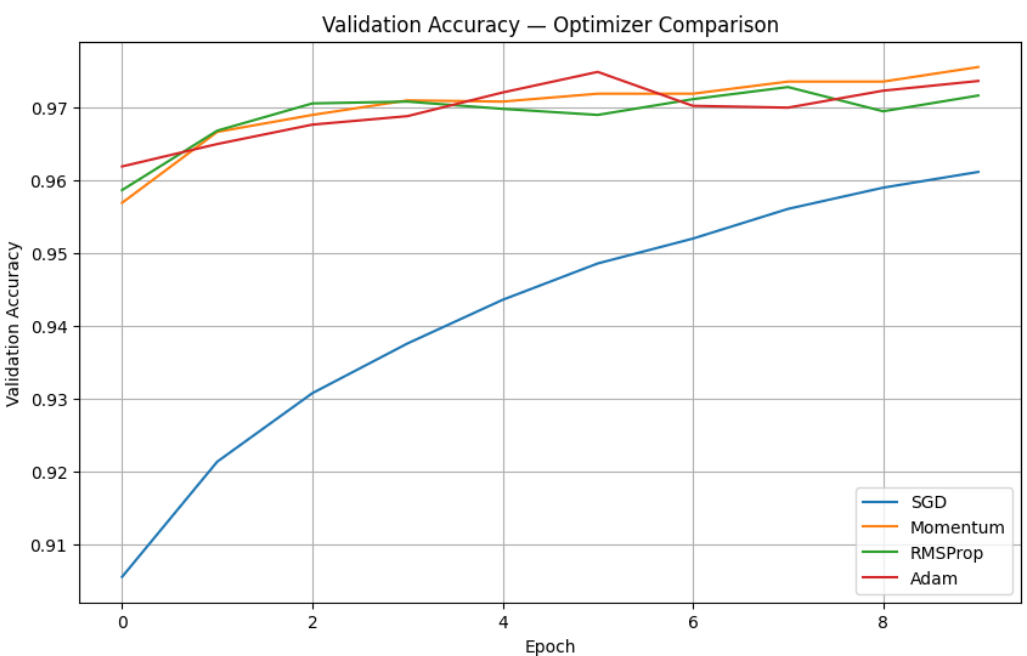 Validation Accuracy — Optimizer Comparison
Validation Accuracy
0.97
0.96
0.95
0.94
0.93
0.92
0.91
0 2 4 6 8
Epoch
SGD
Momentum
RMSProp
Adam